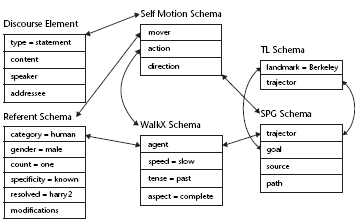 Discourse Element
type = statement
content
speaker
addressee
Self Motion Schema
mover
action
direction
TL Schema
landmark = Berkeley
trajector
Referent Schema
category = human
gender = male
count = one
specificity = known
resolved = harry2
modifications
WalkX Schema
agent
speed = slow
tense = past
aspect = complete
SPG Schema
trajector
goal
source
path